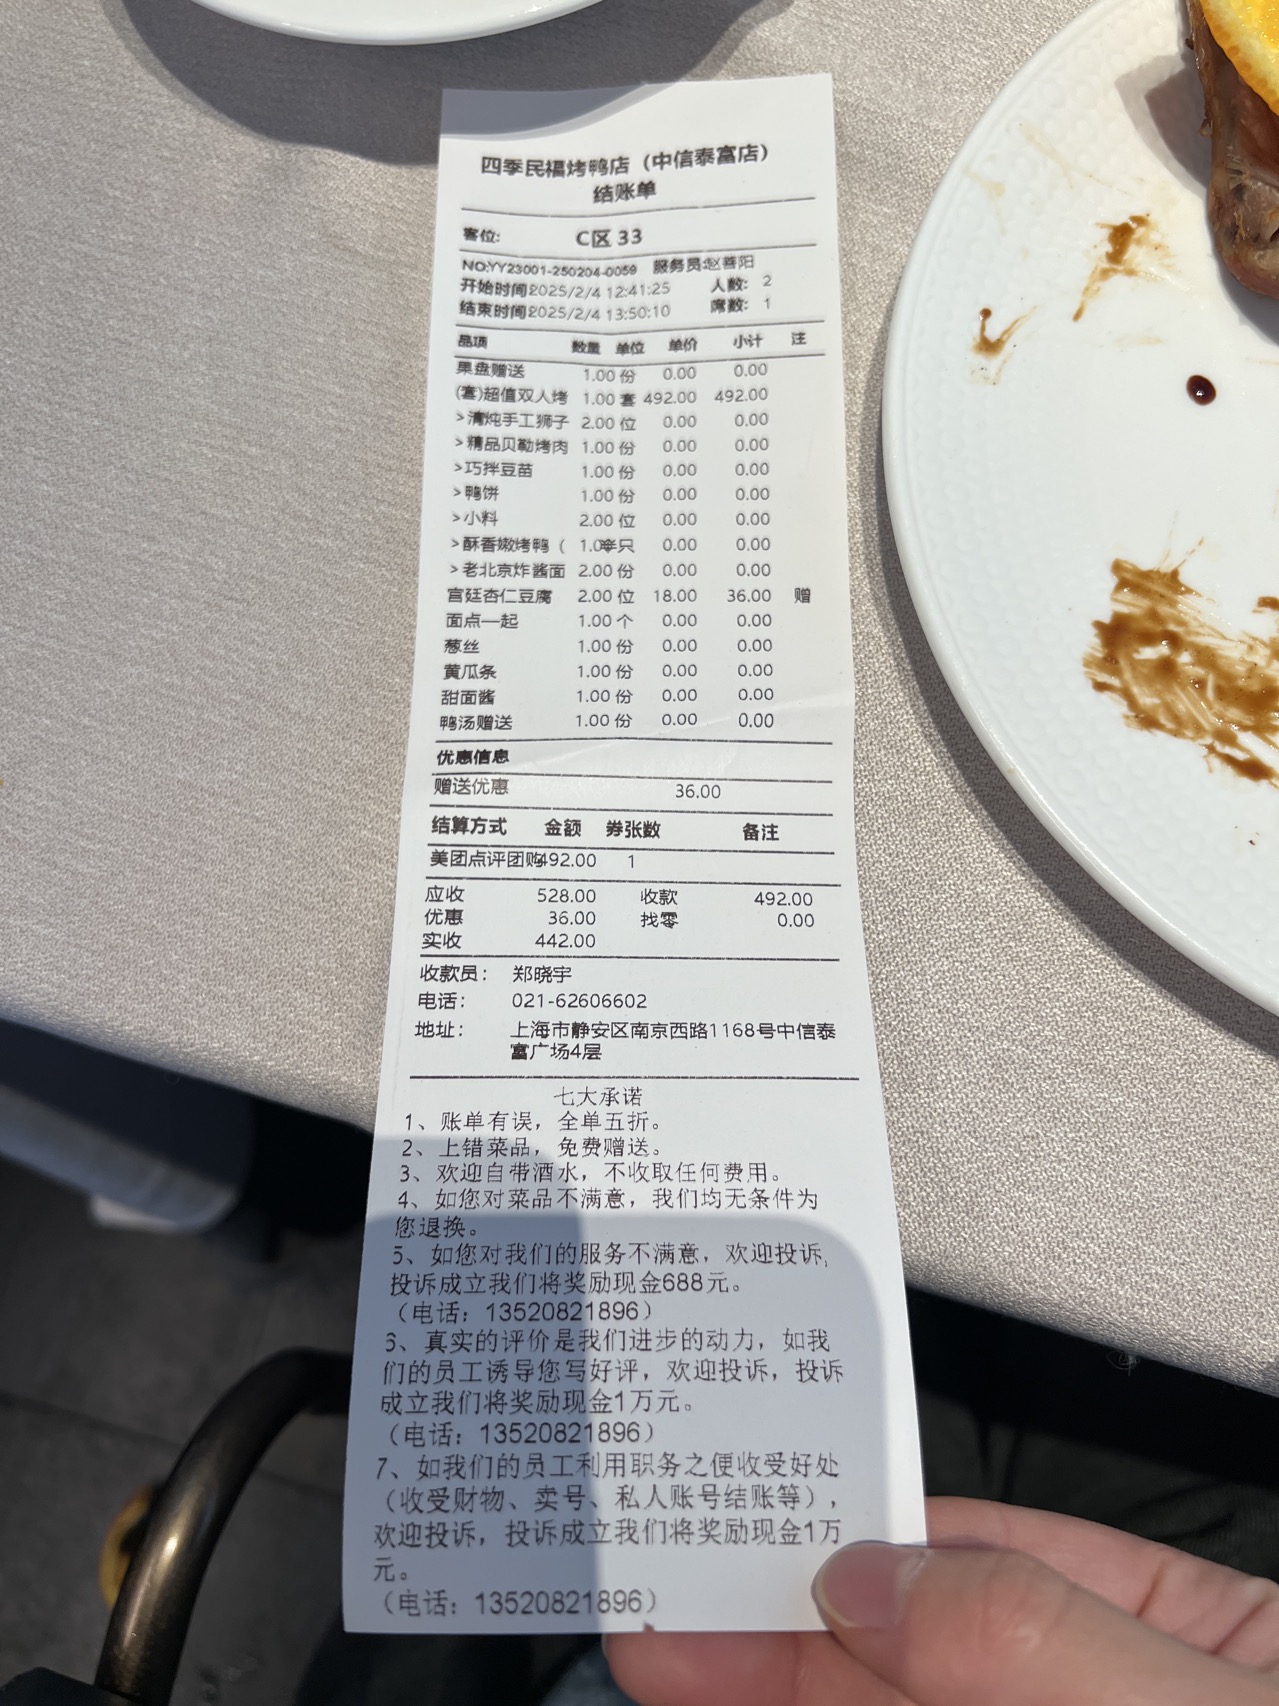 四季民福烤鸭店（中信泰富店）
结账单
客位: C区 33
NO:YY23001-250204-0059 服务员:赵善阳
开始时间2025/2/4 12:41:25 人数: 2
结束时间2025/2/4 13:50:10 席数: 1
品项 数量 单位 单价 小计 注
果盘赠送 1.00 份 0.00 0.00
(套)超值双人烤 1.00 套 492.00 492.00
>清炖手工狮子 2.00 位 0.00 0.00
>精品贝勒烤肉 1.00 份 0.00 0.00
>巧拌豆苗 1.00 份 0.00 0.00
>鸭饼 1.00 份 0.00 0.00
>小料 2.00 位 0.00 0.00
>酥香嫩烤鸭（ 1.00半只 0.00 0.00
>老北京炸酱面 2.00 份 0.00 0.00
宫廷杏仁豆腐 2.00 位 18.00 36.00 赠
面点一起 1.00 个 0.00 0.00
葱丝 1.00 份 0.00 0.00
黄瓜条 1.00 份 0.00 0.00
甜面酱 1.00 份 0.00 0.00
鸭汤赠送 1.00 份 0.00 0.00
优惠信息
赠送优惠 36.00
结算方式 金额 券张数 备注
美团点评团购492.00 1
应收 528.00 收款 492.00
优惠 36.00 找零 0.00
实收 442.00
收款员: 郑晓宇
电话: 021-62606602
地址: 上海市静安区南京西路1168号中信泰
富广场4层
七大承诺
1、账单有误，全单五折。
2、上错菜品，免费赠送。
3、欢迎自带酒水，不收取任何费用。
4、如您对菜品不满意，我们均无条件为
您退换。
5、如您对我们的服务不满意，欢迎投诉,
投诉成立我们将奖励现金688元。
（电话：13520821896）
6、真实的评价是我们进步的动力，如我
们的员工诱导您写好评，欢迎投诉，投诉
成立我们将奖励现金1万元。
（电话：13520821896）
7、如我们的员工利用职务之便收受好处
（收受财物、卖号、私人账号结账等），
欢迎投诉，投诉成立我们将奖励现金1万
元。
（电话：13520821896）